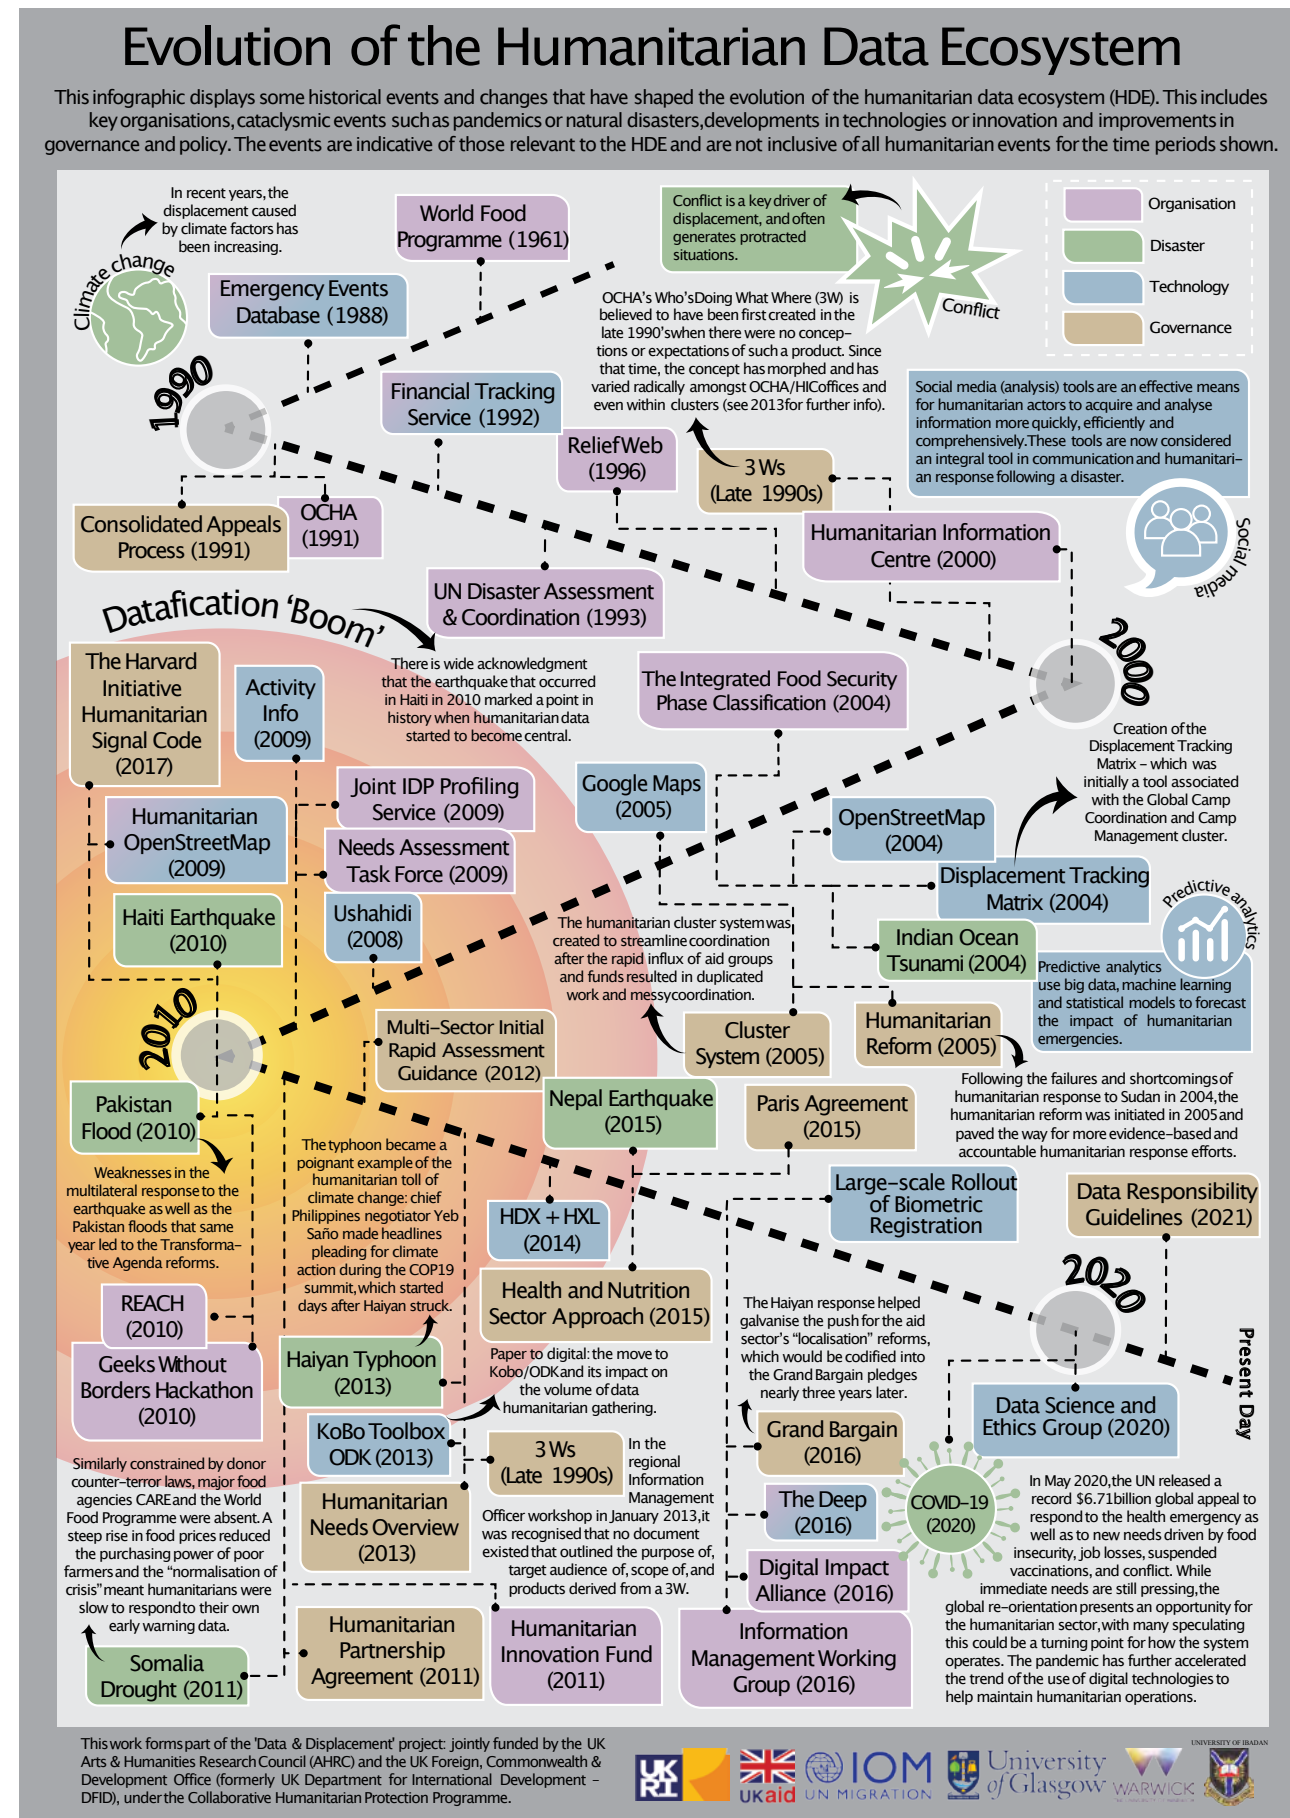 Evolution of the Humanitarian Data Ecosystem
This infographic displays some historical events and changes that have shaped the evolution of the humanitarian data ecosystem (HDE). This includes
key organisations, cataclysmic events such as pandemics or natural disasters, developments in technologies or innovation and improvements in
governance and policy. The events are indicative of those relevant to the HDE and are not inclusive of all humanitarian events for the time periods shown.
In recent years, the
displacement caused
by climate factors has
been increasing.
Climate change
World Food
Programme (1961)
Conflict is a key driver of
displacement, and often
generates protracted
situations.
Conflict
Organisation
Disaster
Technology
Governance
Emergency Events
Database (1988)
OCHA's Who'sDoing What Where (3W) is
believed to have been first created in the
late 1990'swhen there were no concep-
tions or expectations of such a product. Since
that time, the concept has morphed and has
varied radically amongst OCHA/HICoffices and
even within clusters (see 2013for further info).
1990
Financial Tracking
Service (1992)
Social media (analysis) tools are an effective means
for humanitarian actors to acquire and analyse
information more quickly, efficiently and
comprehensively.These tools are now considered
an integral tool in communication and humanitari-
an response following a disaster.
Social media
ReliefWeb
(1996)
3 Ws
(Late 1990s)
Consolidated Appeals
Process (1991)
OCHA
(1991)
Humanitarian Information
Centre (2000)
UN Disaster Assessment
& Coordination (1993)
Datafication 'Boom'
There is wide acknowledgment
that the earthquake that occurred
in Haiti in 2010 marked a point in
history when humanitarian data
started to become central.
2000
The Harvard
Initiative
Humanitarian
Signal Code
(2017)
Activity
Info
(2009)
The Integrated Food Security
Phase Classification (2004)
Creation of the
Displacement Tracking
Matrix - which was
initially a tool associated
with the Global Camp
Coordination and Camp
Management cluster.
Joint IDP Profiling
Service (2009)
Google Maps
(2005)
Humanitarian
OpenStreetMap
(2009)
Needs Assessment
Task Force (2009)
OpenStreetMap
(2004)
Displacement Tracking
Matrix (2004)
Haiti Earthquake
(2010)
Ushahidi
(2008)
The humanitarian cluster system was
created to streamline coordination
after the rapid influx of aid groups
and funds resulted in duplicated
work and messycoordination.
Indian Ocean
Tsunami (2004)
Predictive analytics
Predictive analytics
use big data, machine learning
and statistical models to forecast
the impact of humanitarian
emergencies.
2010
Multi-Sector Initial
Rapid Assessment
Guidance (2012)
Cluster
System (2005)
Humanitarian
Reform (2005)
Following the failures and shortcomings of
humanitarian response to Sudan in 2004, the
humanitarian reform was initiated in 2005 and
paved the way for more evidence-based and
accountable humanitarian response efforts.
Pakistan
Flood (2010)
Nepal Earthquake
(2015)
Paris Agreement
(2015)
Weaknesses in the
multilateral response to the
earthquake as well as the
Pakistan floods that same
year led to the Transforma-
tive Agenda reforms.
The typhoon became a
poignant example of the
humanitarian toll of
climate change: chief
Philippines negotiator Yeb
Saño made headlines
pleading for climate
action during the COP19
summit, which started
days after Haiyan struck.
HDX + HXL
(2014)
Large-scale Rollout
of Biometric
Registration
Data Responsibility
Guidelines (2021)
2020
Present Day
REACH
(2010)
Health and Nutrition
Sector Approach (2015)
The Haiyan response helped
galvanise the push for the aid
sector's "localisation" reforms,
which would be codified into
the Grand Bargain pledges
nearly three years later.
Geeks Without
Borders Hackathon
(2010)
Haiyan Typhoon
(2013)
Paper to digital: the move to
Kobo/ODKand its impact on
the volume of data
humanitarian gathering.
Data Science and
Ethics Group (2020)
KoBo Toolbox
ODK (2013)
3 Ws
(Late 1990s)
In the
regional
Information
Management
Officer workshop in January 2013, it
was recognised that no document
existed that outlined the purpose of,
target audience of, scope of, and
products derived from a 3W.
Grand Bargain
(2016)
Similarly constrained by donor
counter-terror laws, major food
agencies CARE and the World
Food Programme were absent. A
steep rise in food prices reduced
the purchasing power of poor
farmers and the "normalisation of
crisis" meant humanitarians were
slow to respond to their own
early warning data.
Humanitarian
Needs Overview
(2013)
The Deep
(2016)
COVID-19
(2020)
In May 2020, the UN released a
record $6.71billion global appeal to
respond to the health emergency as
well as to new needs driven by food
insecurity, job losses, suspended
vaccinations, and conflict. While
immediate needs are still pressing, the
global re-orientation presents an opportunity for
the humanitarian sector, with many speculating
this could be a turning point for how the system
operates. The pandemic has further accelerated
the trend of the use of digital technologies to
help maintain humanitarian operations.
Digital Impact
Alliance (2016)
Somalia
Drought (2011)
Humanitarian
Partnership
Agreement (2011)
Humanitarian
Innovation Fund
(2011)
Information
Management Working
Group (2016)
This work forms part of the 'Data & Displacement' project: jointly funded by the UK
Arts & Humanities Research Council (AHRC) and the UK Foreign, Commonwealth &
Development Office (formerly UK Department for International Development -
DFID), under the Collaborative Humanitarian Protection Programme.
UK
RI
UKaid
IOM
UN MIGRATION
University
of Glasgow
WARWICK
UNIVERSITY OF IBADAN